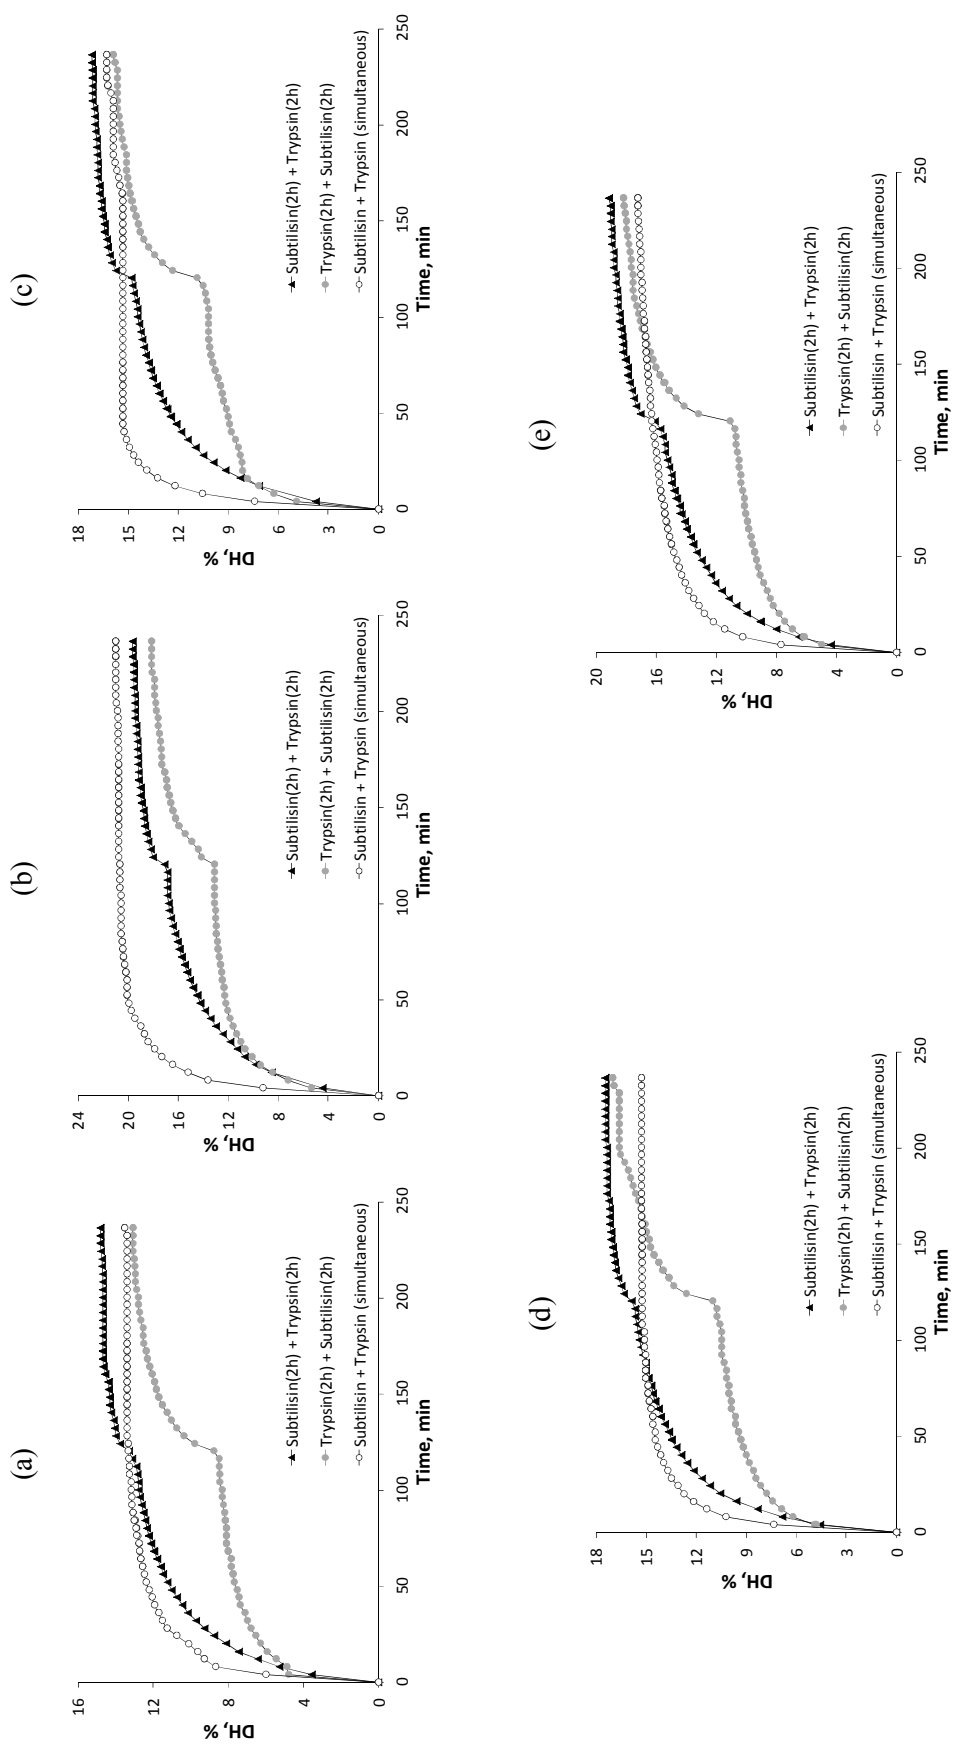 (a)
16
12
8
4
0
DH, %
0
50
100
150
200
250
Time, min
Subtilisin(2h) + Trypsin(2h)
Trypsin(2h) + Subtilisin(2h)
Subtilisin + Trypsin (simultaneous)
(b)
24
20
16
12
8
4
0
DH, %
0
50
100
150
200
250
Time, min
Subtilisin(2h) + Trypsin(2h)
Trypsin(2h) + Subtilisin(2h)
Subtilisin + Trypsin (simultaneous)
(c)
18
15
12
9
6
3
0
DH, %
0
50
100
150
200
250
Time, min
Subtilisin(2h) + Trypsin(2h)
Trypsin(2h) + Subtilisin(2h)
Subtilisin + Trypsin (simultaneous)
(d)
18
15
12
9
6
3
0
DH, %
0
50
100
150
200
250
Time, min
Subtilisin(2h) + Trypsin(2h)
Trypsin(2h) + Subtilisin(2h)
Subtilisin + Trypsin (simultaneous)
(e)
20
16
12
8
4
0
DH, %
0
50
100
150
200
250
Time, min
Subtilisin(2h) + Trypsin(2h)
Trypsin(2h) + Subtilisin(2h)
Subtilisin + Trypsin (simultaneous)